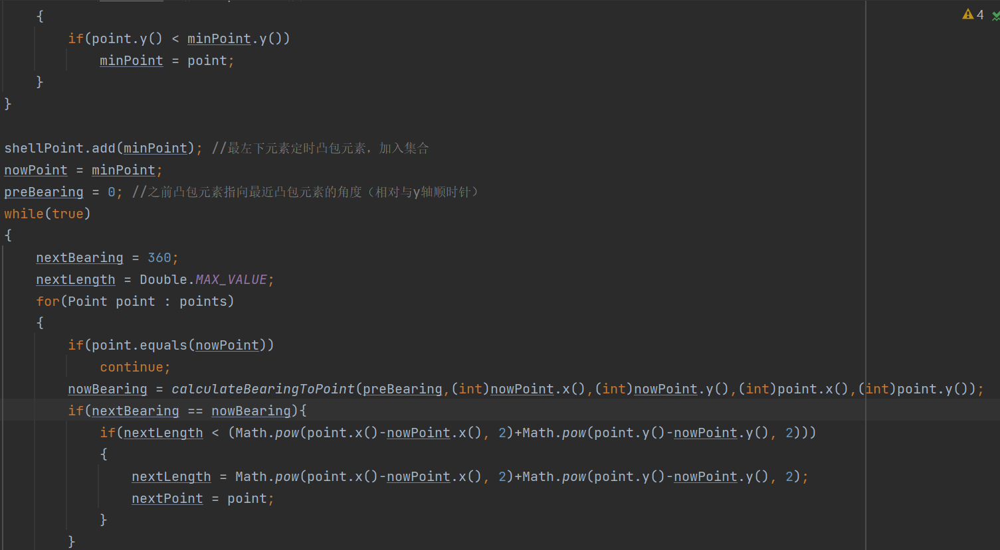 {
if(point.y() < minPoint.y())
minPoint = point;
}
}
shellPoint.add(minPoint); //最左下元素定时凸包元素，加入集合
nowPoint = minPoint;
preBearing = 0; //之前凸包元素指向最近凸包元素的角度（相对与y轴顺时针）
while(true)
{
nextBearing = 360;
nextLength = Double.MAX_VALUE;
for(Point point : points)
{
if(point.equals(nowPoint))
continue;
nowBearing = calculateBearingToPoint(preBearing,(int)nowPoint.x(),(int)nowPoint.y(),(int)point.x(),(int)point.y());
if(nextBearing == nowBearing){
if(nextLength < (Math.pow(point.x()-nowPoint.x(), 2)+Math.pow(point.y()-nowPoint.y(), 2)))
{
nextLength = Math.pow(point.x()-nowPoint.x(), 2)+Math.pow(point.y()-nowPoint.y(), 2);
nextPoint = point;
}
}
4